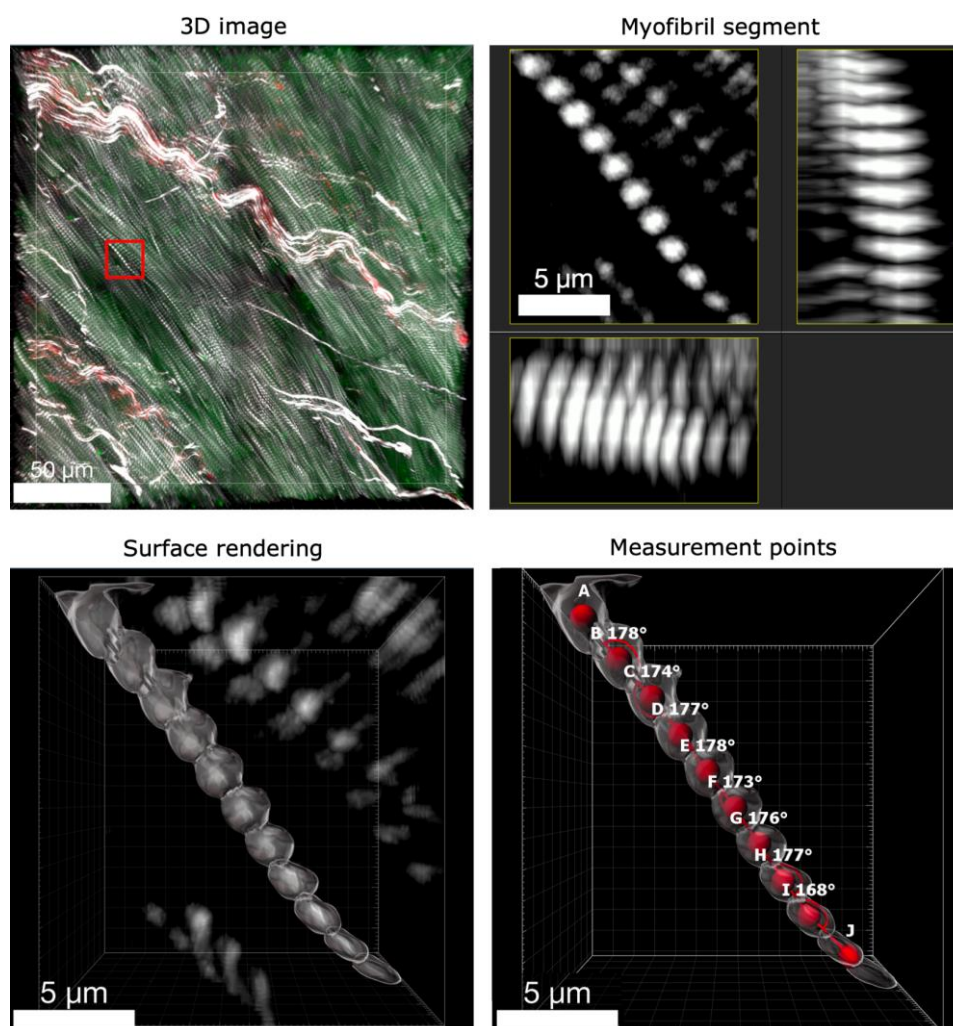 3D image
Myofibril segment
50 µm
5 µm
Surface rendering
Measurement points
5 µm
A
B 178°
C 174°
D 177°
E 178°
F 173°
G 176°
H 177°
I 168°
J
5 µm